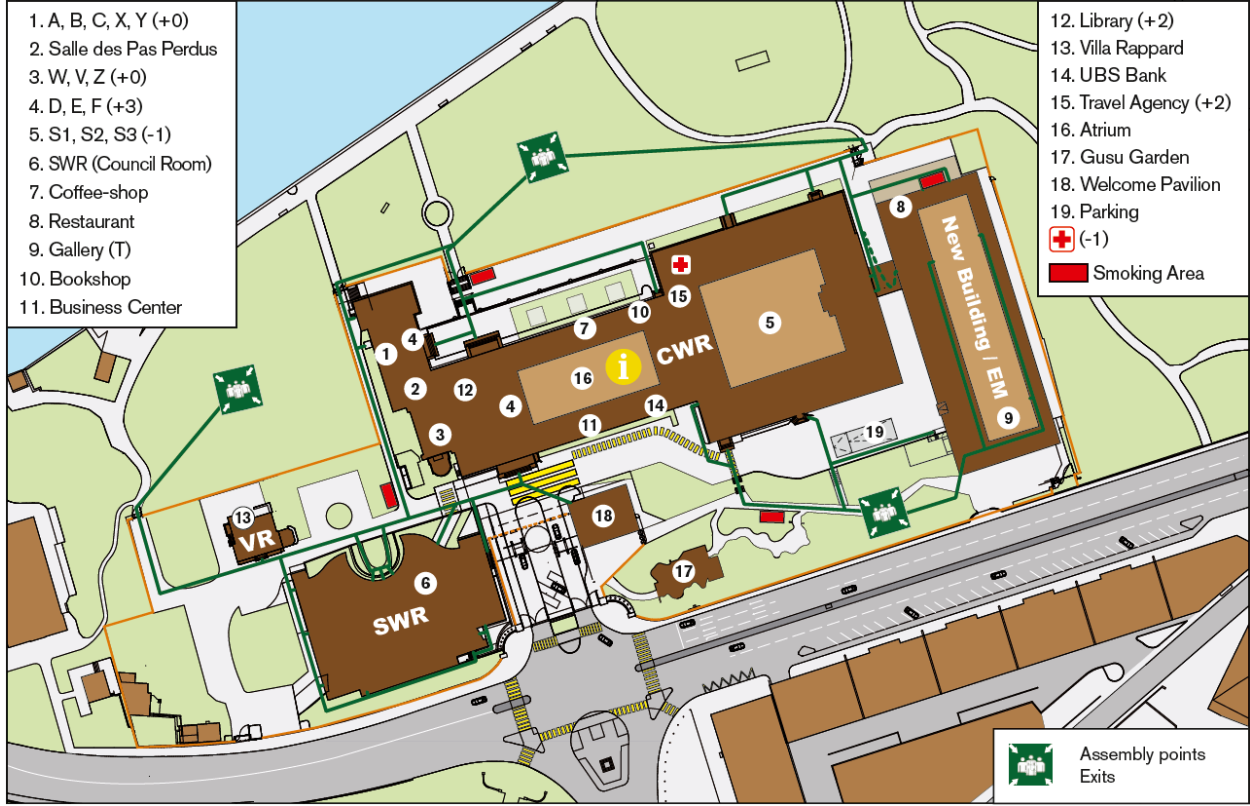 1. A, B, C, X, Y (+0)
2. Salle des Pas Perdus
3. W, V, Z (+0)
4. D, E, F (+3)
5. S1, S2, S3 (-1)
6. SWR (Council Room)
7. Coffee-shop
8. Restaurant
9. Gallery (T)
10. Bookshop
11. Business Center
12. Library (+2)
13. Villa Rappard
14. UBS Bank
15. Travel Agency (+2)
16. Atrium
17. Gusu Garden
18. Welcome Pavilion
19. Parking
(-1)
Smoking Area
8
New Building / EM
9
15
10
7
5
CWR
4
1
2
12
16
i
4
14
11
3
19
13
VR
18
17
6
SWR
Assembly points
Exits